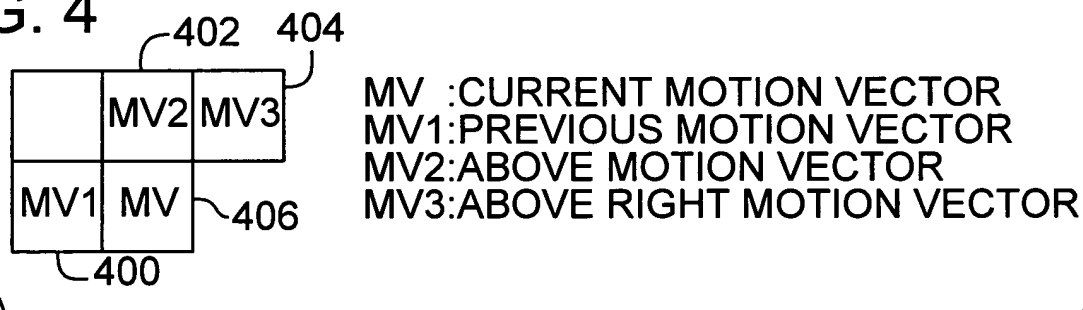 G. 4
402 404
MV2 MV3
MV1 MV
406
400
MV :CURRENT MOTION VECTOR
MV1:PREVIOUS MOTION VECTOR
MV2:ABOVE MOTION VECTOR
MV3:ABOVE RIGHT MOTION VECTOR